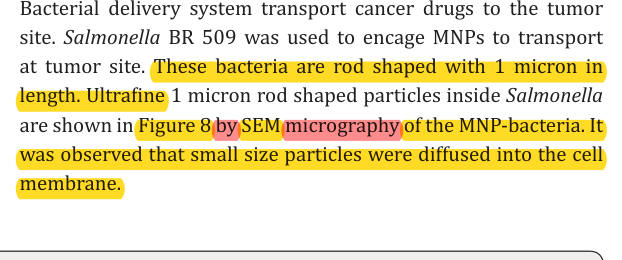 Bacterial delivery system transport cancer drugs to the tumor
site. Salmonella BR 509 was used to encage MNPs to transport
at tumor site. These bacteria are rod shaped with 1 micron in
length. Ultrafine 1 micron rod shaped particles inside Salmonella
are shown in Figure 8 by SEM micrography of the MNP-bacteria. It
was observed that small size particles were diffused into the cell
membrane.